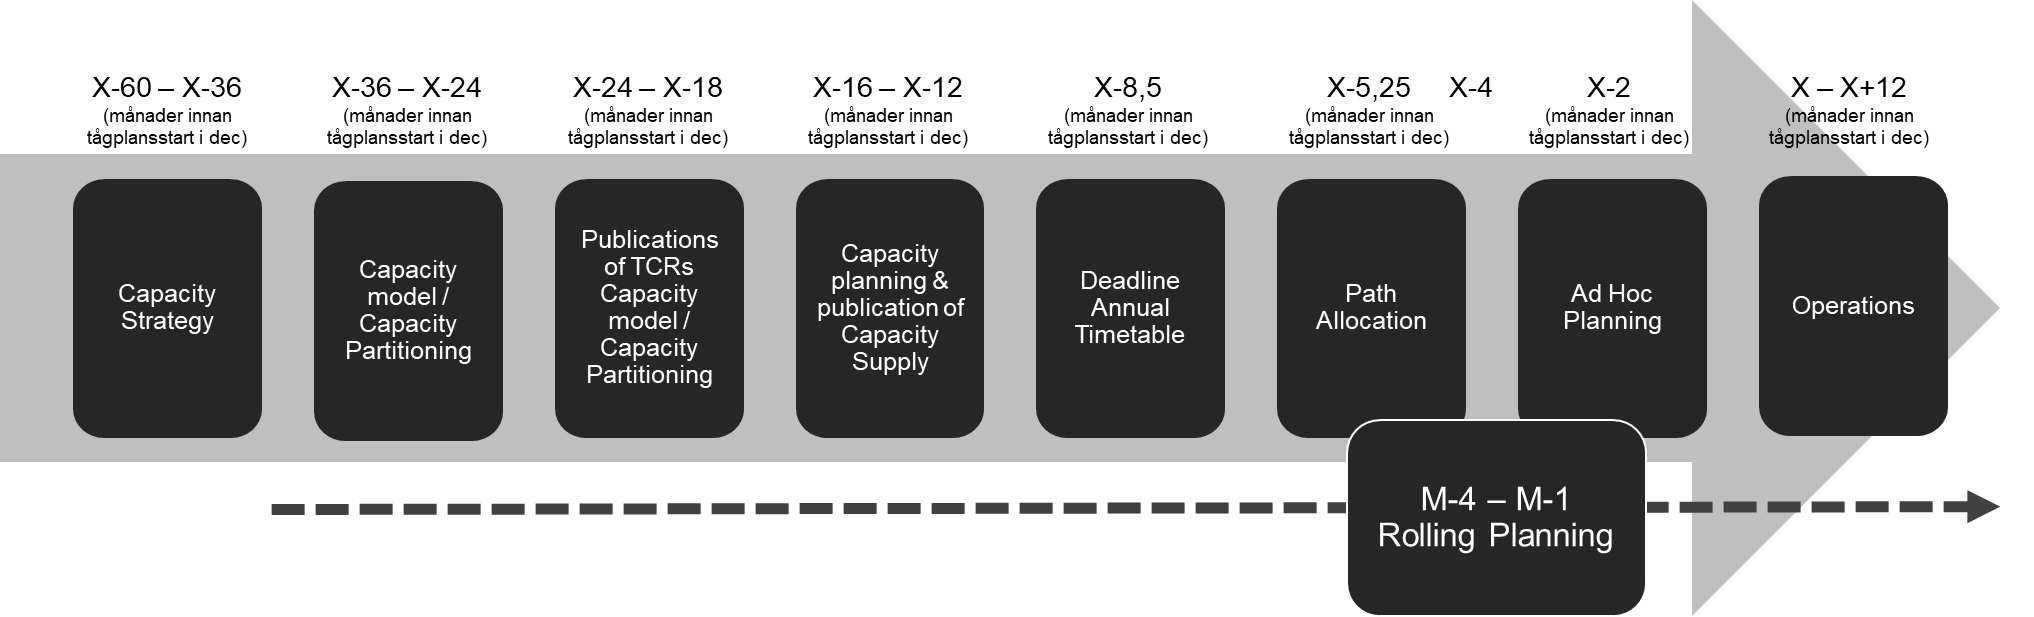 X-60 – X-36
(månader innan
tågplansstart i dec)
X-36 – X-24
(månader innan
tågplansstart i dec)
X-24 – X-18
(månader innan
tågplansstart i dec)
X-16 – X-12
(månader innan
tågplansstart i dec)
X-8,5
(månader innan
tågplansstart i dec)
X-5,25 X-4
(månader innan
tågplansstart i dec)
X-2
(månader innan
tågplansstart i dec)
X – X+12
(månader innan
tågplansstart i dec)
Capacity
Strategy
Capacity
model /
Capacity
Partitioning
Publications
of TCRs
Capacity
model /
Capacity
Partitioning
Capacity
planning &
publication of
Capacity
Supply
Deadline
Annual
Timetable
Path
Allocation
Ad Hoc
Planning
Operations
M-4 – M-1
Rolling Planning